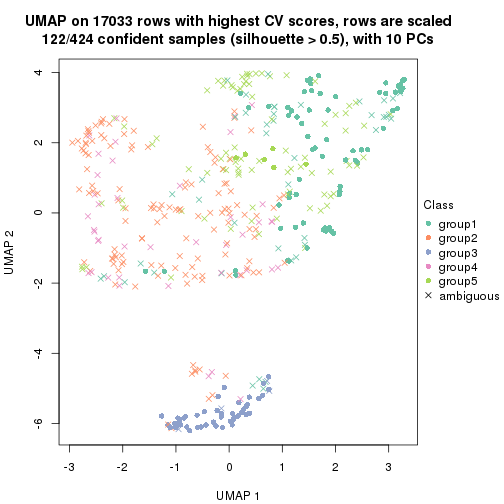 UMAP on 17033 rows with highest CV scores, rows are scaled
122/424 confident samples (silhouette > 0.5), with 10 PCs
4
2
0
-2
-4
-6
UMAP 2
-3
-2
-1
0
1
2
3
UMAP 1
Class
group1
group2
group3
group4
group5
ambiguous